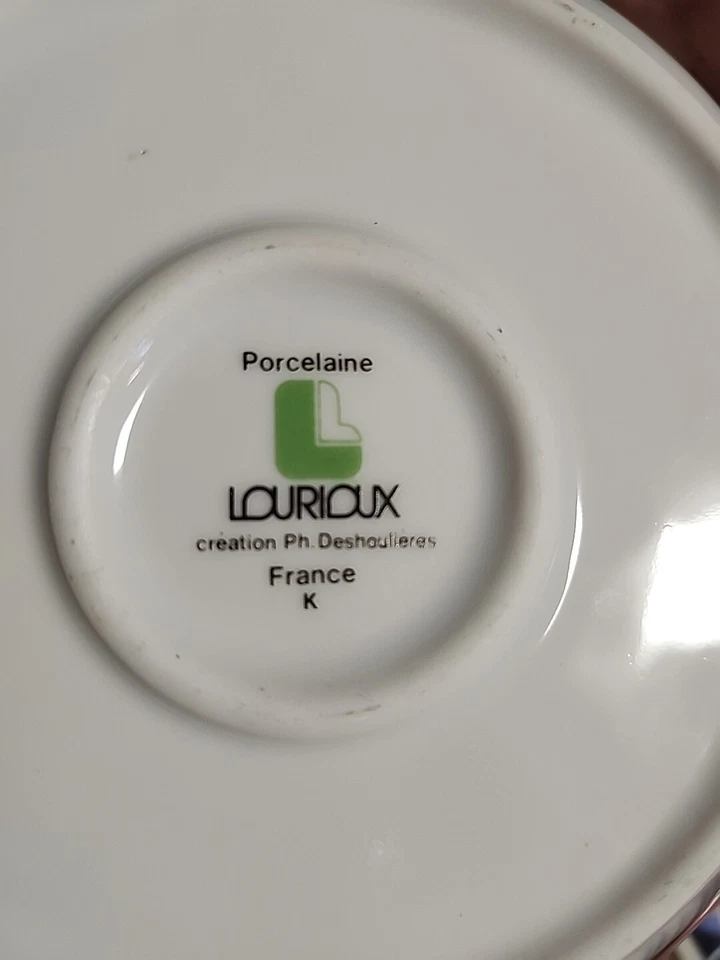 Porcelaine
L
LOURIOUX
création Ph. Deshoulières
France
K